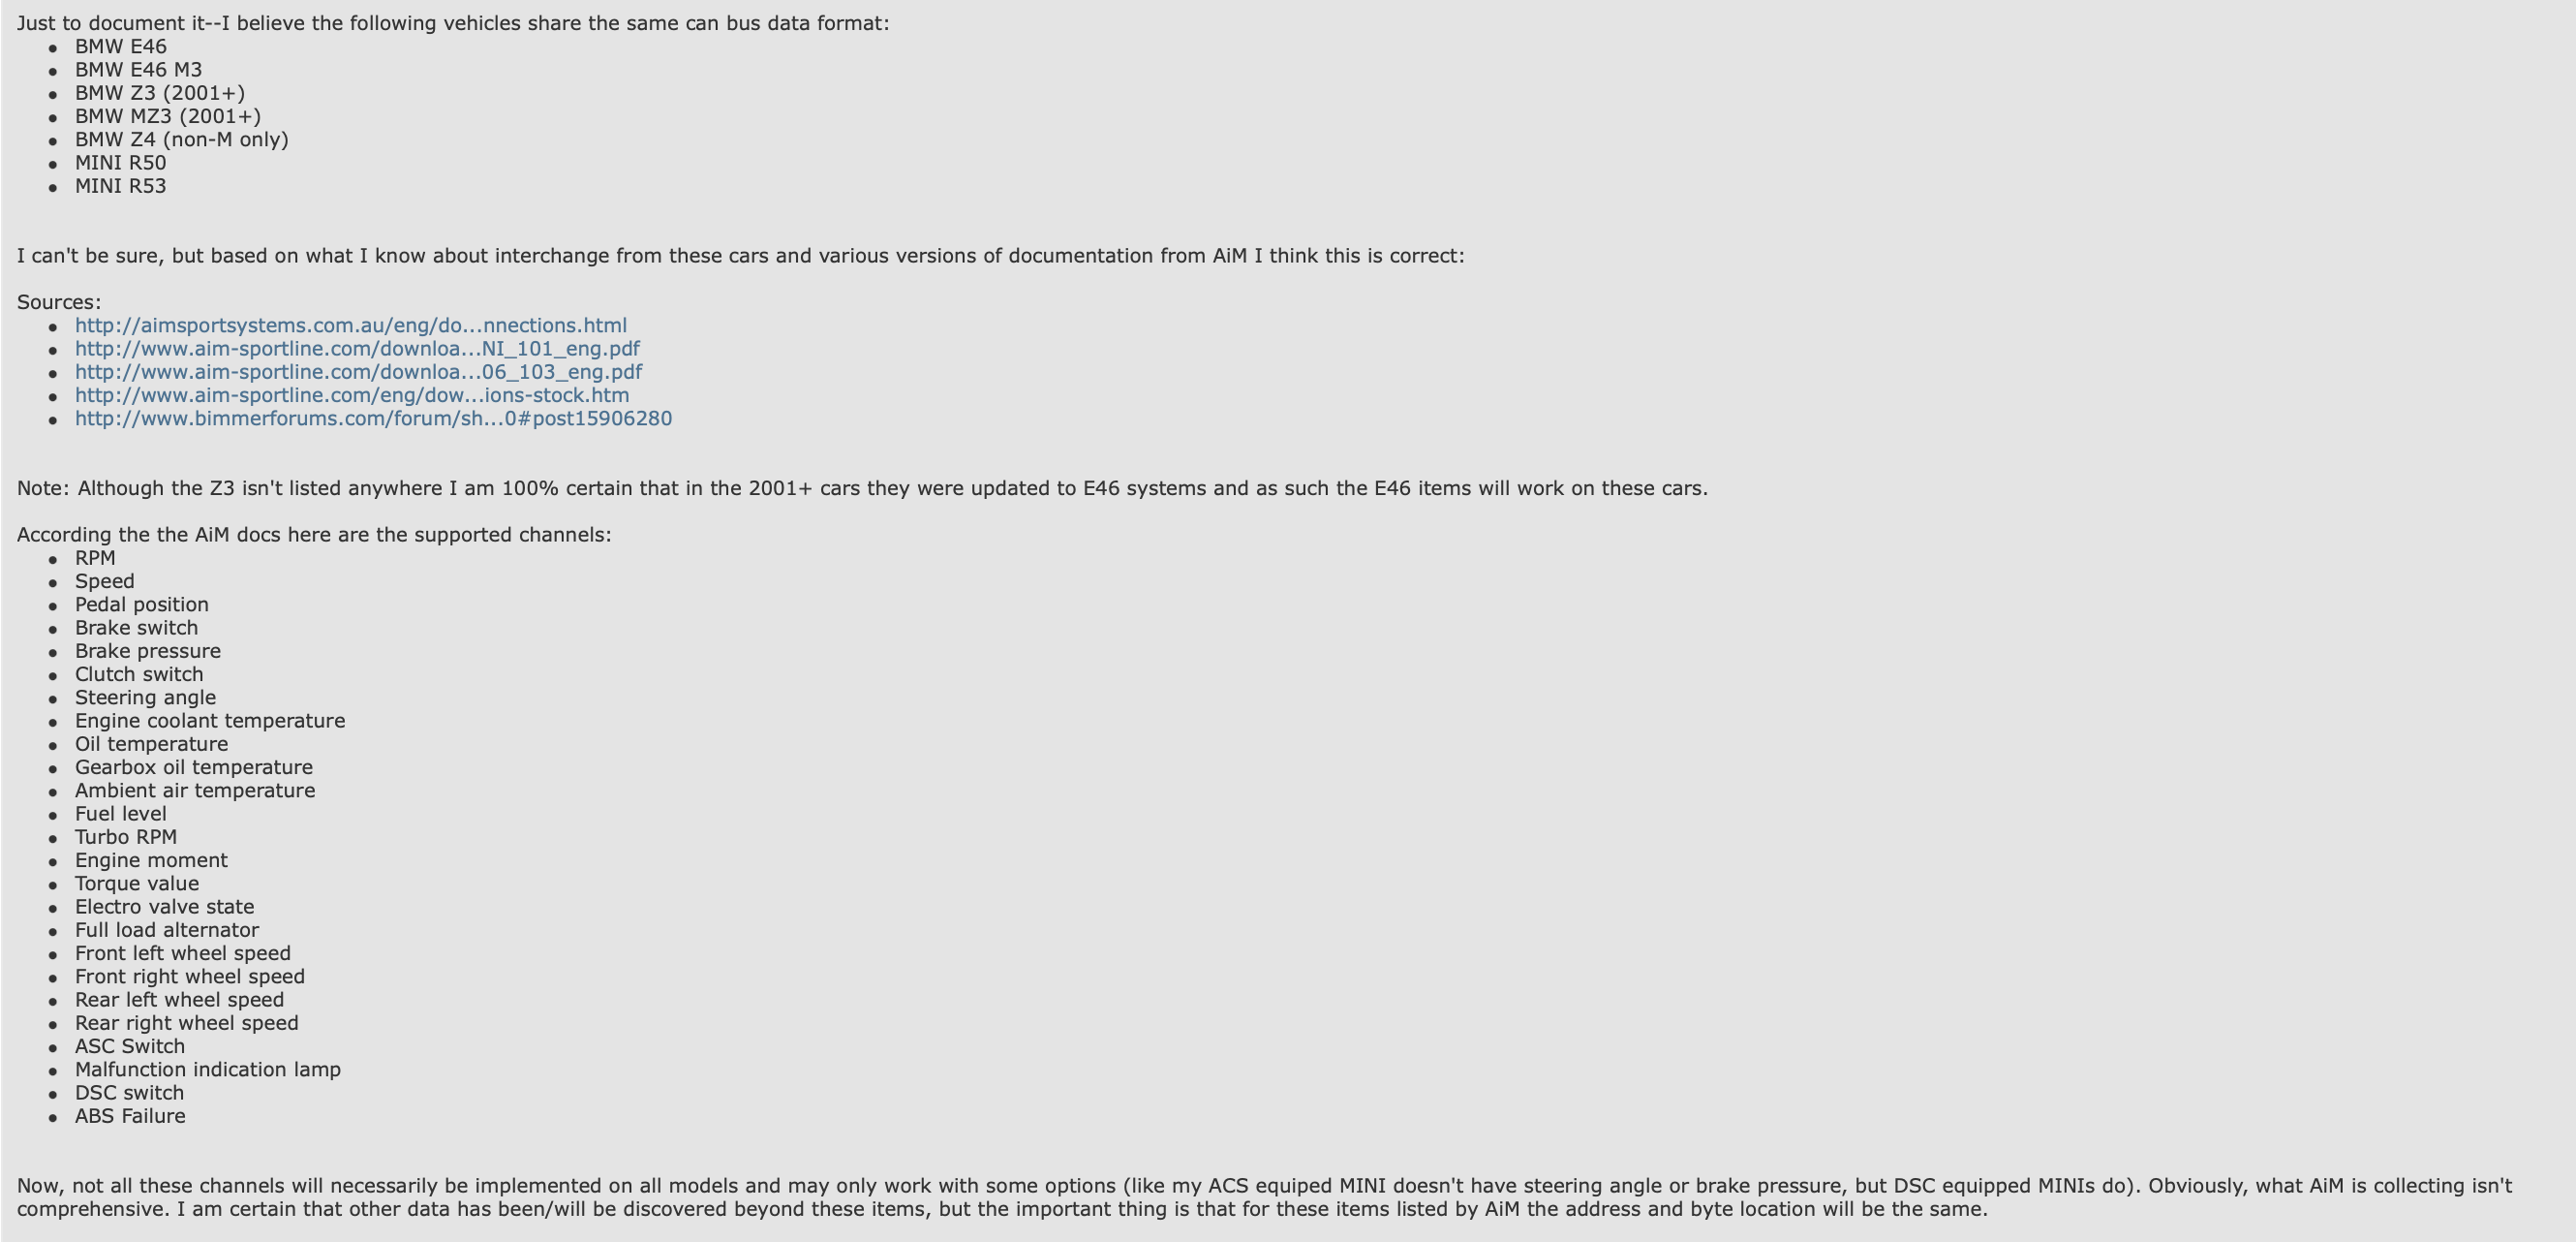 Just to document it--I believe the following vehicles share the same can bus data format:
• BMW E46
• BMW E46 M3
• BMW Z3 (2001+)
• BMW MZ3 (2001+)
• BMW Z4 (non-M only)
• MINI R50
• MINI R53
I can't be sure, but based on what I know about interchange from these cars and various versions of documentation from AiM I think this is correct:
Sources:
• http://aimsportsystems.com.au/eng/do...nnections.html
• http://www.aim-sportline.com/downloa...NI_101_eng.pdf
• http://www.aim-sportline.com/downloa...06_103_eng.pdf
• http://www.aim-sportline.com/eng/dow...ions-stock.htm
• http://www.bimmerforums.com/forum/sh...0#post15906280
Note: Although the Z3 isn't listed anywhere I am 100% certain that in the 2001+ cars they were updated to E46 systems and as such the E46 items will work on these cars.
According the the AiM docs here are the supported channels:
• RPM
• Speed
• Pedal position
• Brake switch
• Brake pressure
• Clutch switch
• Steering angle
• Engine coolant temperature
• Oil temperature
• Gearbox oil temperature
• Ambient air temperature
• Fuel level
• Turbo RPM
• Engine moment
• Torque value
• Electro valve state
• Full load alternator
• Front left wheel speed
• Front right wheel speed
• Rear left wheel speed
• Rear right wheel speed
• ASC Switch
• Malfunction indication lamp
• DSC switch
• ABS Failure
Now, not all these channels will necessarily be implemented on all models and may only work with some options (like my ACS equiped MINI doesn't have steering angle or brake pressure, but DSC equipped MINIs do). Obviously, what AiM is collecting isn't
comprehensive. I am certain that other data has been/will be discovered beyond these items, but the important thing is that for these items listed by AiM the address and byte location will be the same.